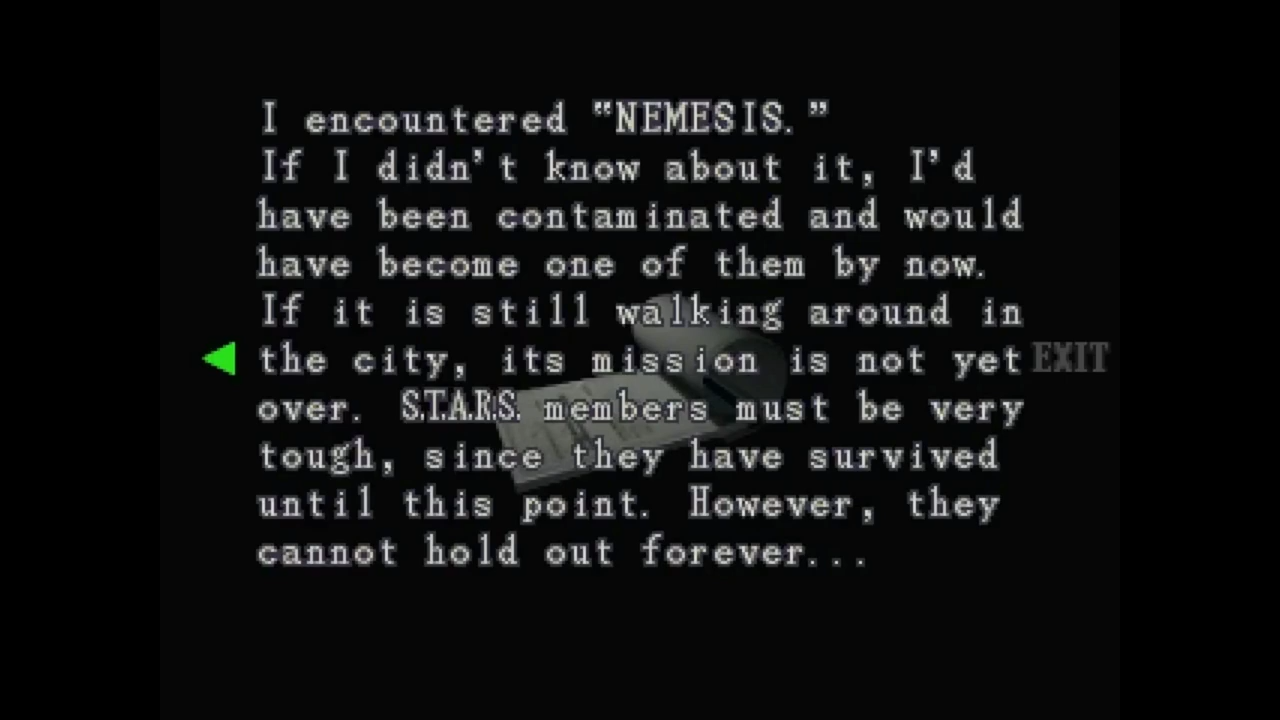 I encountered "NEMESIS."
If I didn't know about it, I'd
have been contaminated and would
have become one of them by now.
If it is still walking around in
the city, its mission is not yet
EXIT
over. S.T.A.R.S. members must be very
tough, since they have survived
until this point. However, they
cannot hold out forever...